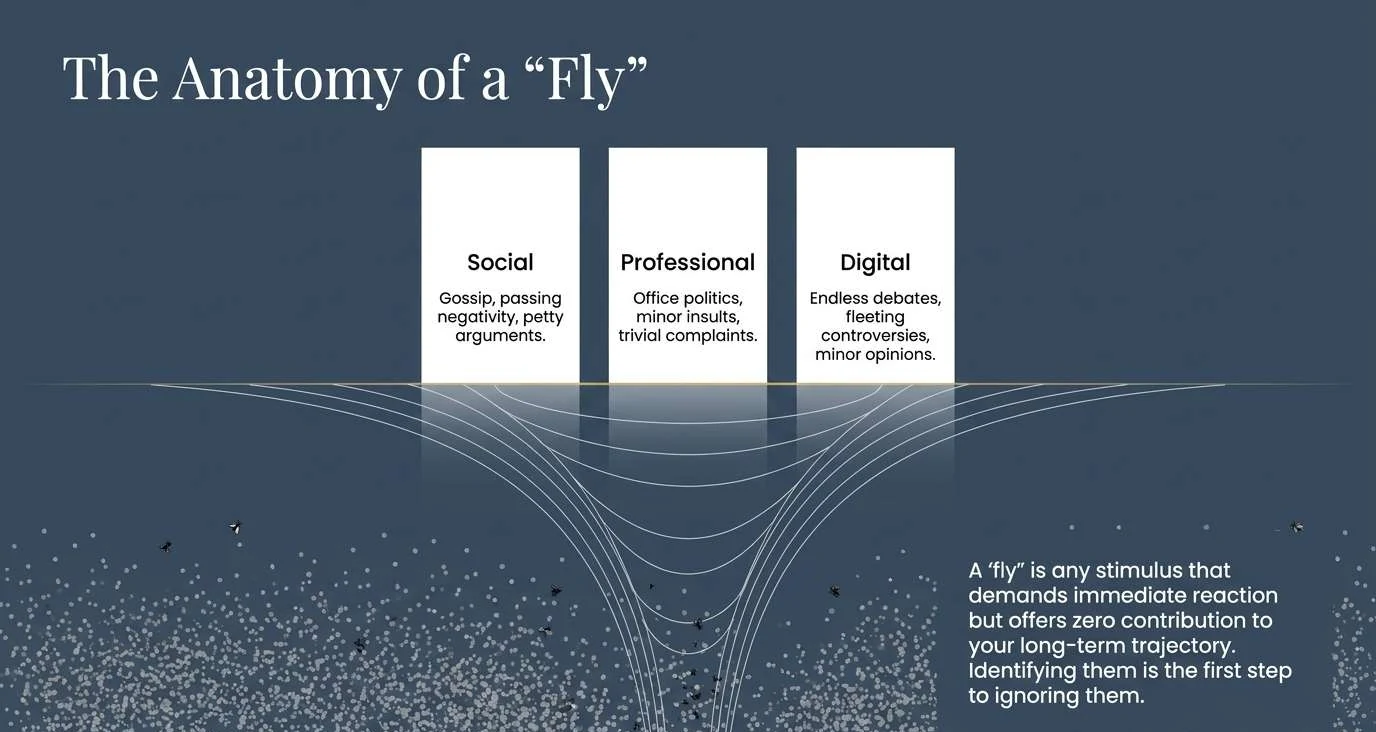 The Anatomy of a “Fly”
Social
Gossip, passing
negativity, petty
arguments.
Professional
Office politics,
minor insults,
trivial complaints.
Digital
Endless debates,
fleeting
controversies,
minor opinions.
A ‘fly” is any stimulus that
demands immediate reaction
but offers zero contribution to
your long-term trajectory.
Identifying them is the first step
to ignoring them.